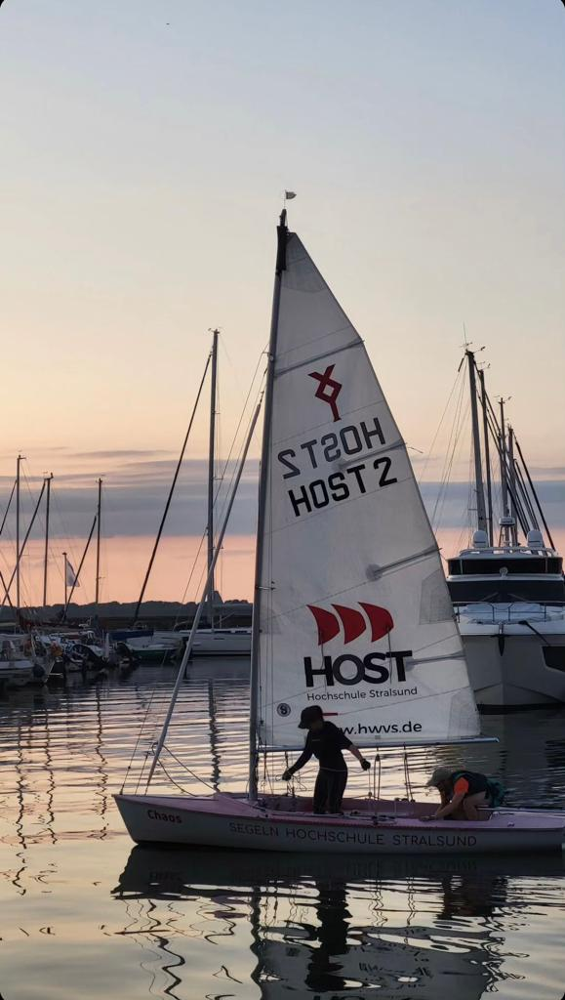 HOST 2
HOST 2
HOST
Hochschule Stralsund
w.hwvs.de
Chaos
SEGELN HOCHSCHULE STRALSUND